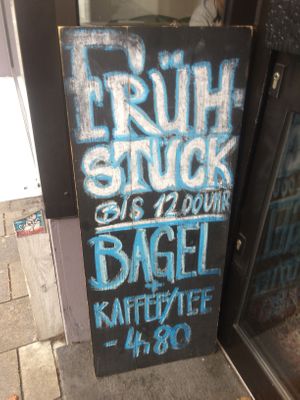 FRÜH-
STÜCK
BIS 12.00 UHR
BAGEL
+
KAFFEE/TEE
- 4,80